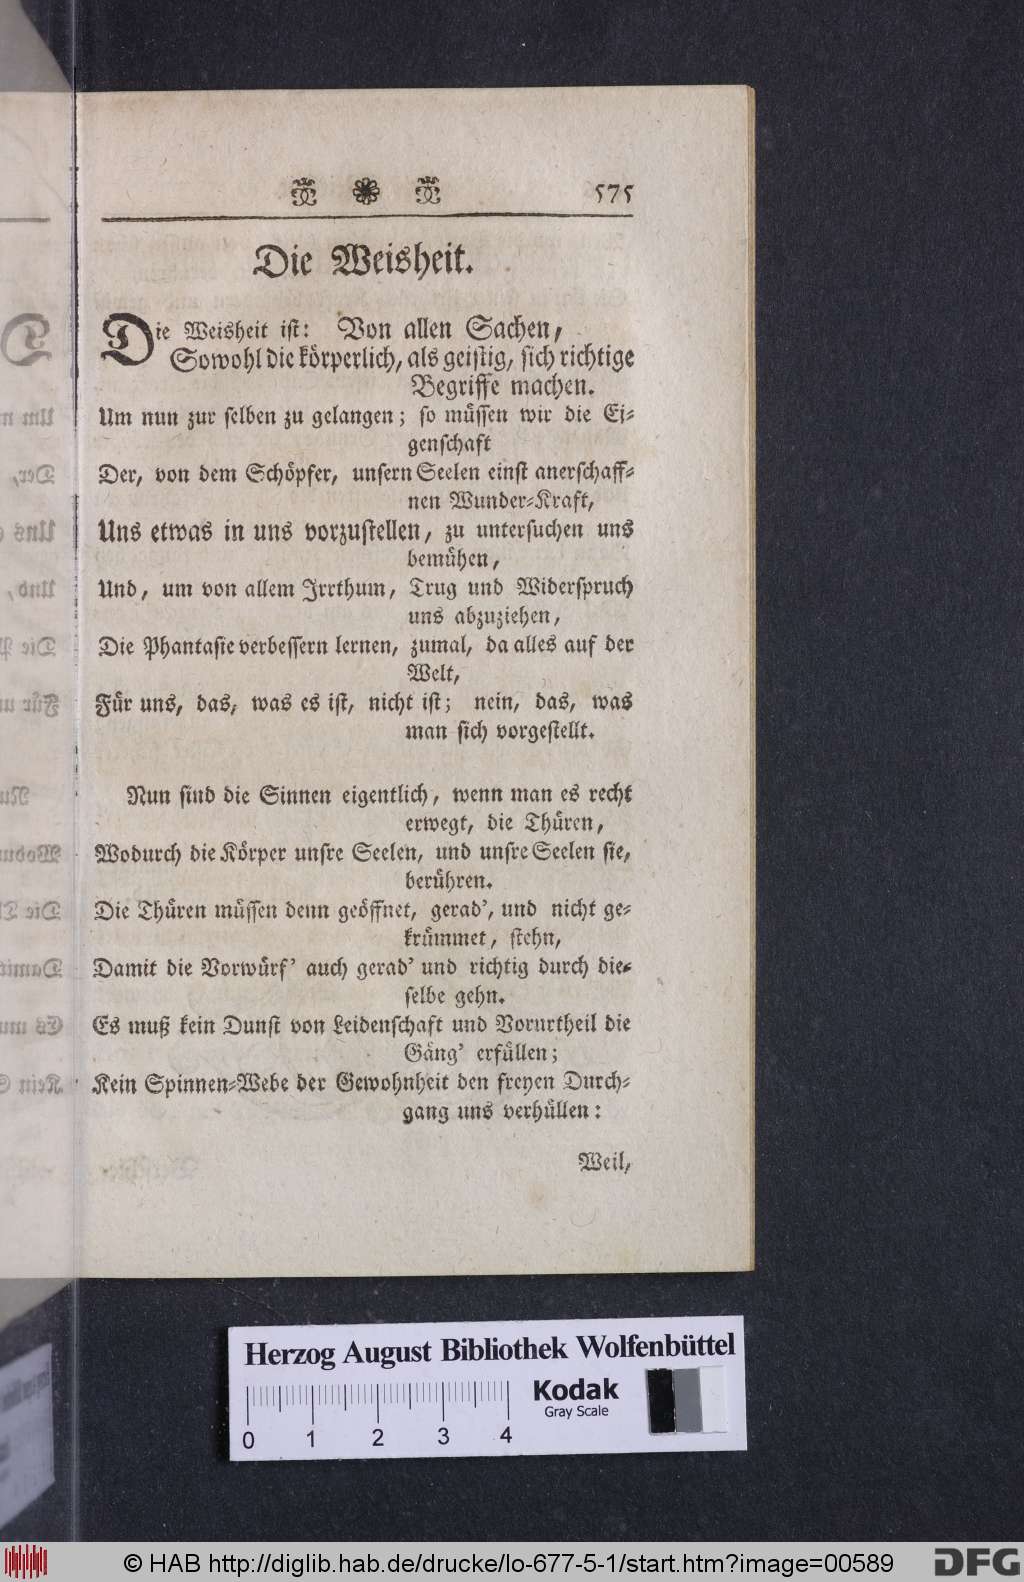 575
Die Weisheit.
Die Weisheit ist: Von allen Sachen,
Sowohl die körperlich, als geistig, sich richtige
Begriffe machen.
Um nun zur selben zu gelangen; so müssen wir die Ei-
genschaft
Der, von dem Schöpfer, unsern Seelen einst anerschaff-
nen Wunder-Kraft,
Uns etwas in uns vorzustellen, zu untersuchen uns
bemühen,
Und, um von allem Irrthum, Trug und Widerspruch
uns abzuziehen,
Die Phantasie verbessern lernen, zumal, da alles auf der
Welt,
Für uns, das, was es ist, nicht ist; nein, das, was
man sich vorgestellt.
Nun sind die Sinnen eigentlich, wenn man es recht
erwegt, die Thüren,
Wodurch die Körper unsre Seelen, und unsre Seelen sie,
berühren.
Die Thüren müssen denn geöffnet, gerad', und nicht ge-
krümmet, stehn,
Damit die Vorwürf' auch gerad' und richtig durch die-
selbe gehn.
Es muß kein Dunst von Leidenschaft und Vorurtheil die
Gäng' erfüllen;
Kein Spinnen-Webe der Gewohnheit den freyen Durch-
gang uns verhüllen:
Weil,
Herzog August Bibliothek Wolfenbüttel
Kodak
Gray Scale
0 1 2 3 4
© HAB http://diglib.hab.de/drucke/lo-677-5-1/start.htm?image=00589
DFG